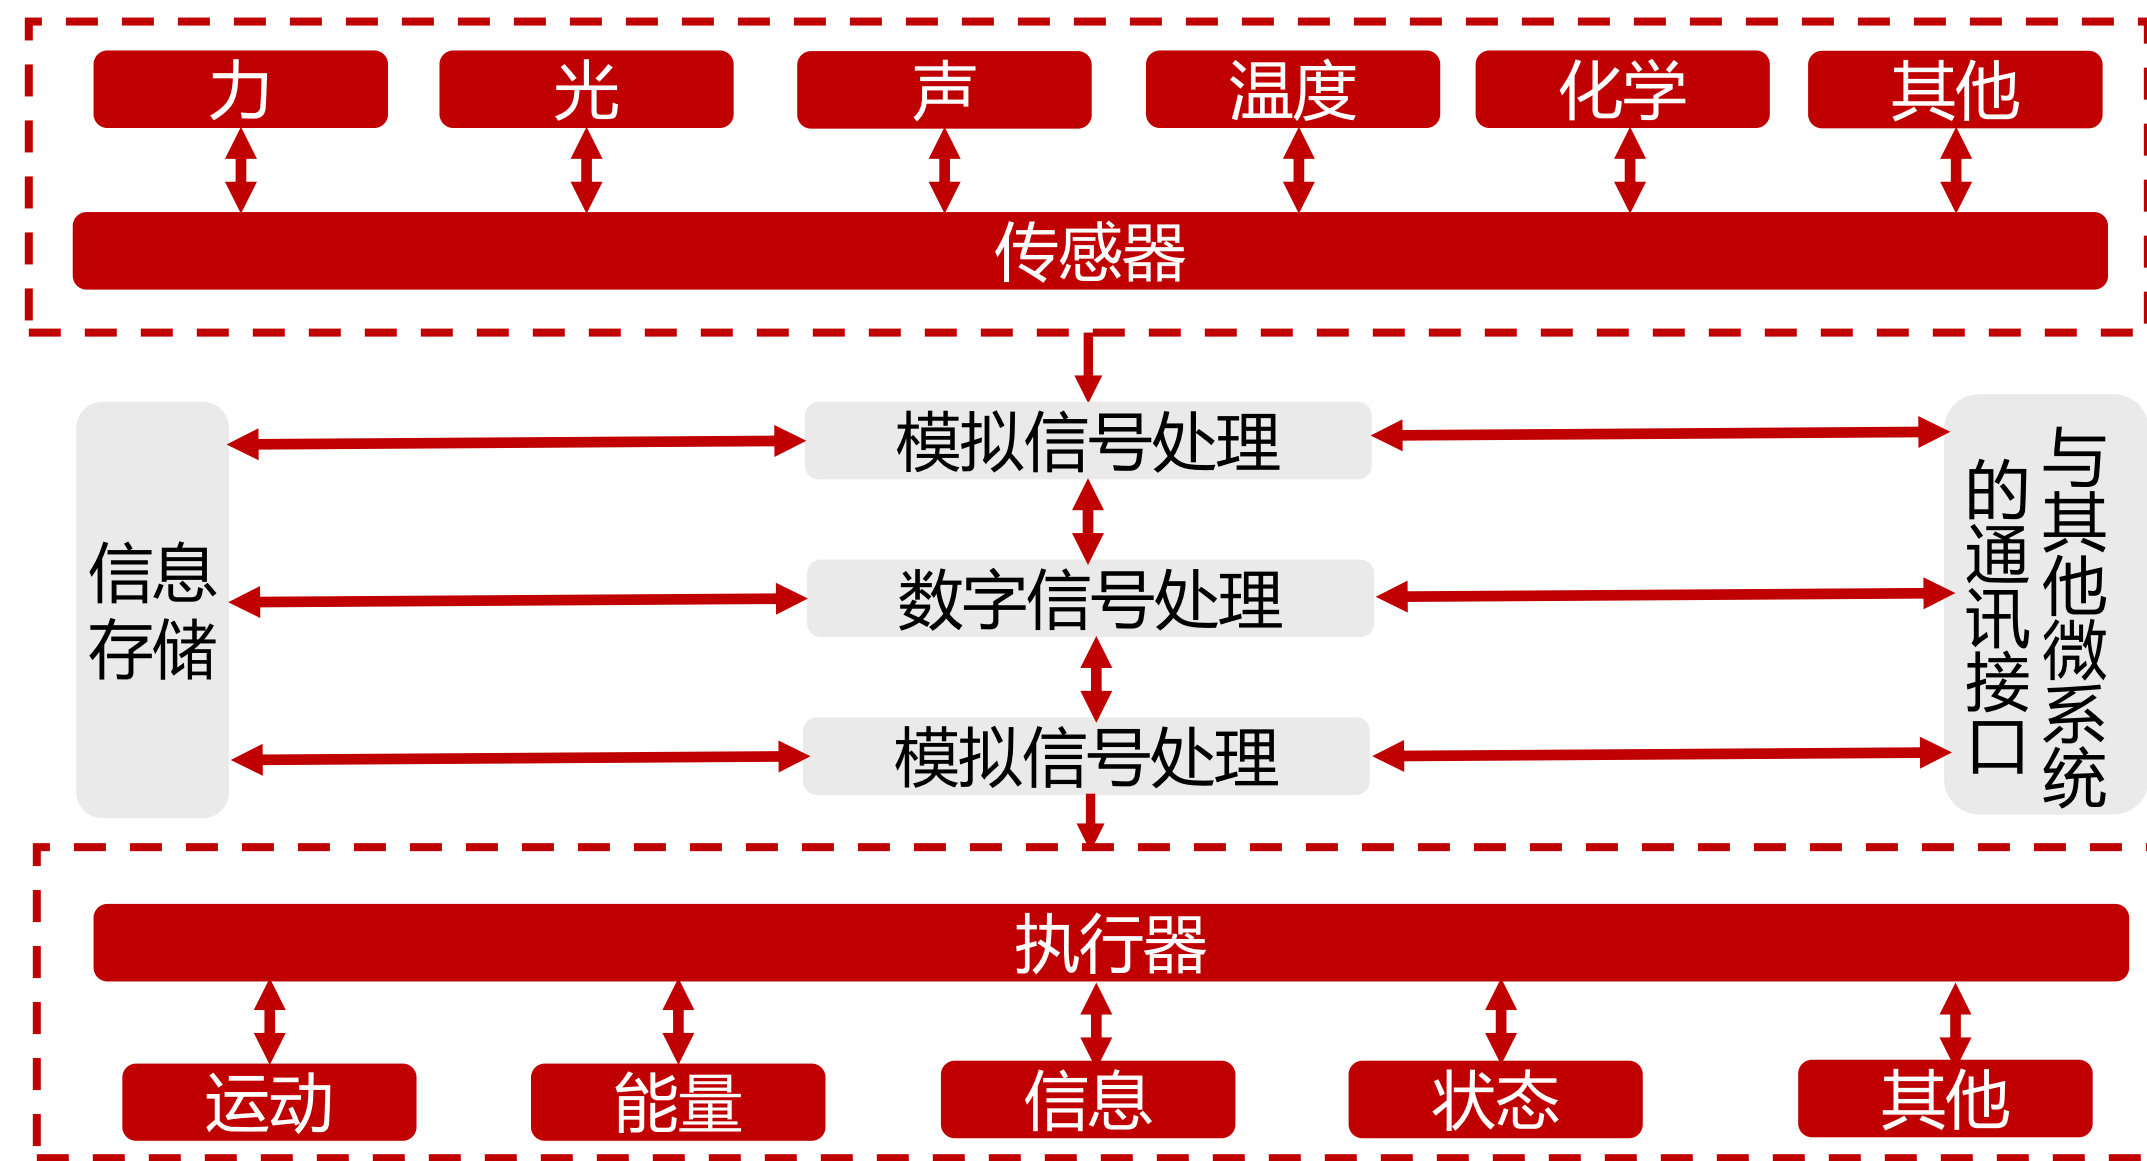 力
光
声
温度
化学
其他
传感器
模拟信号处理
数字信号处理
模拟信号处理
信息
存储
与其他微系统
的通讯接口
执行器
运动
能量
信息
状态
其他